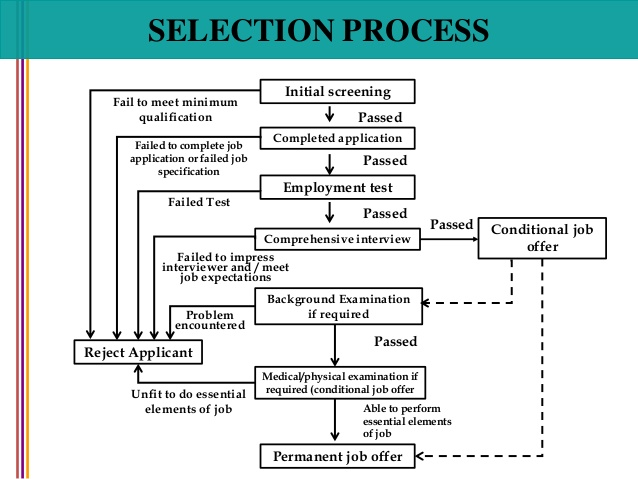 SELECTION PROCESS
Initial screening
Fail to meet minimum
qualification
Passed
Completed application
Failed to complete job
application or failed job
specification
Passed
Employment test
Failed Test
Passed
Comprehensive interview
Passed
Conditional job
offer
Failed to impress
interviewer and / meet
job expectations
Background Examination
if required
Problem
encountered
Passed
Reject Applicant
Medical/physical examination if
required (conditional job offer
Unfit to do essential
elements of job
Able to perform
essential elements
of job
Permanent job offer